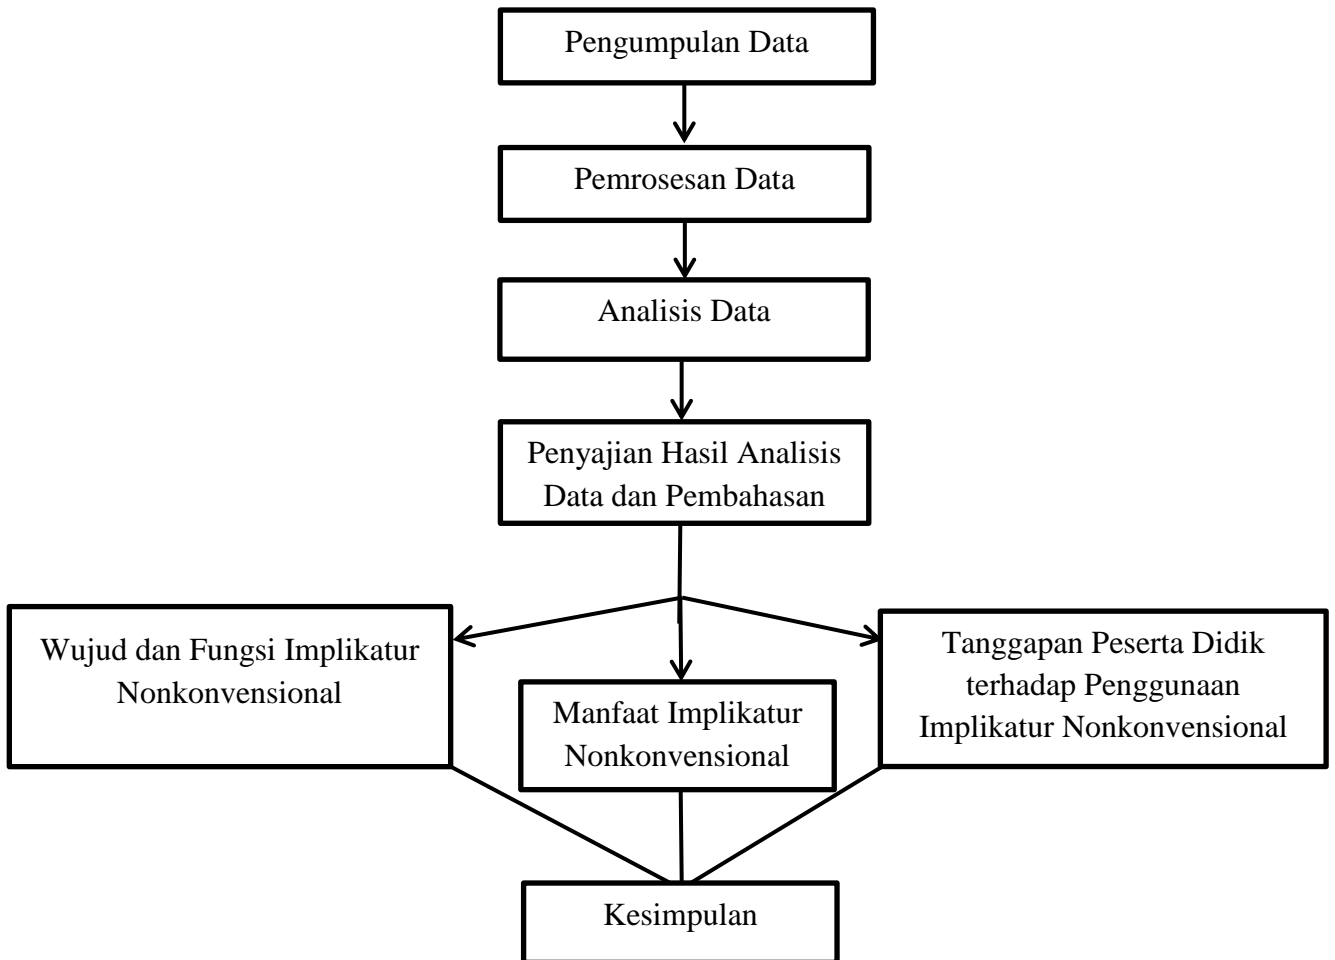 Pengumpulan Data
Pemrosesan Data
Analisis Data
Penyajian Hasil Analisis
Data dan Pembahasan
Wujud dan Fungsi Implikatur
Nonkonvensional
Manfaat Implikatur
Nonkonvensional
Tanggapan Peserta Didik
terhadap Penggunaan
Implikatur Nonkonvensional
Kesimpulan